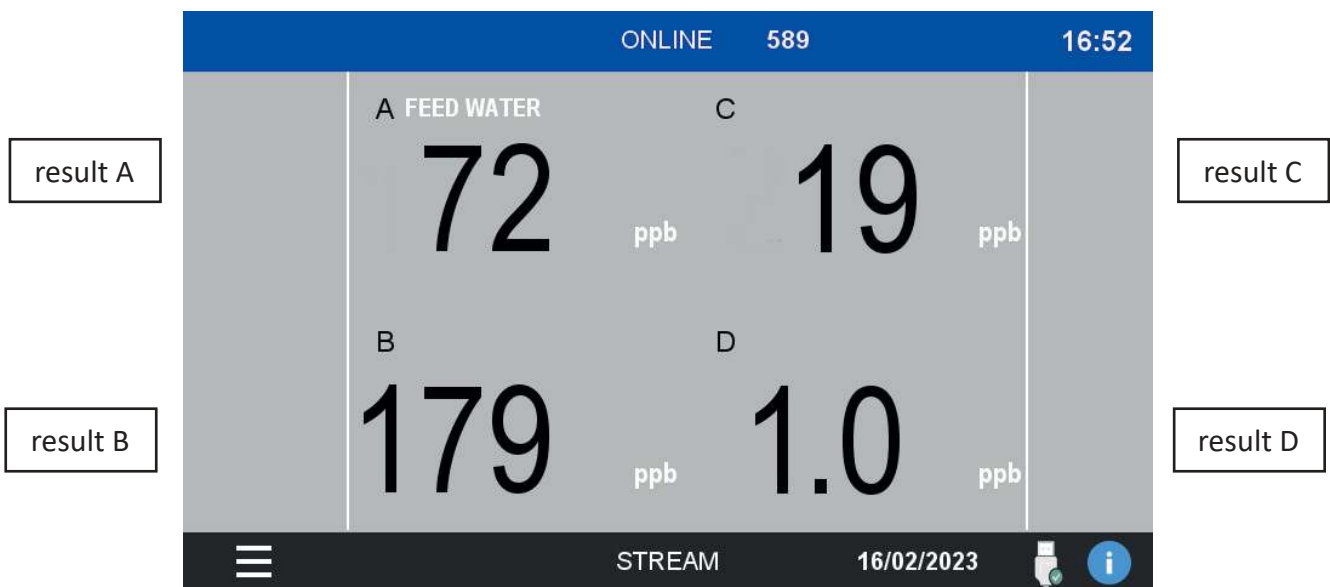 ONLINE 589 16:52
A FEED WATER
72 ppb
C
19 ppb
result A
result C
B
179 ppb
D
1.0 ppb
result B
result D
STREAM 16/02/2023
i